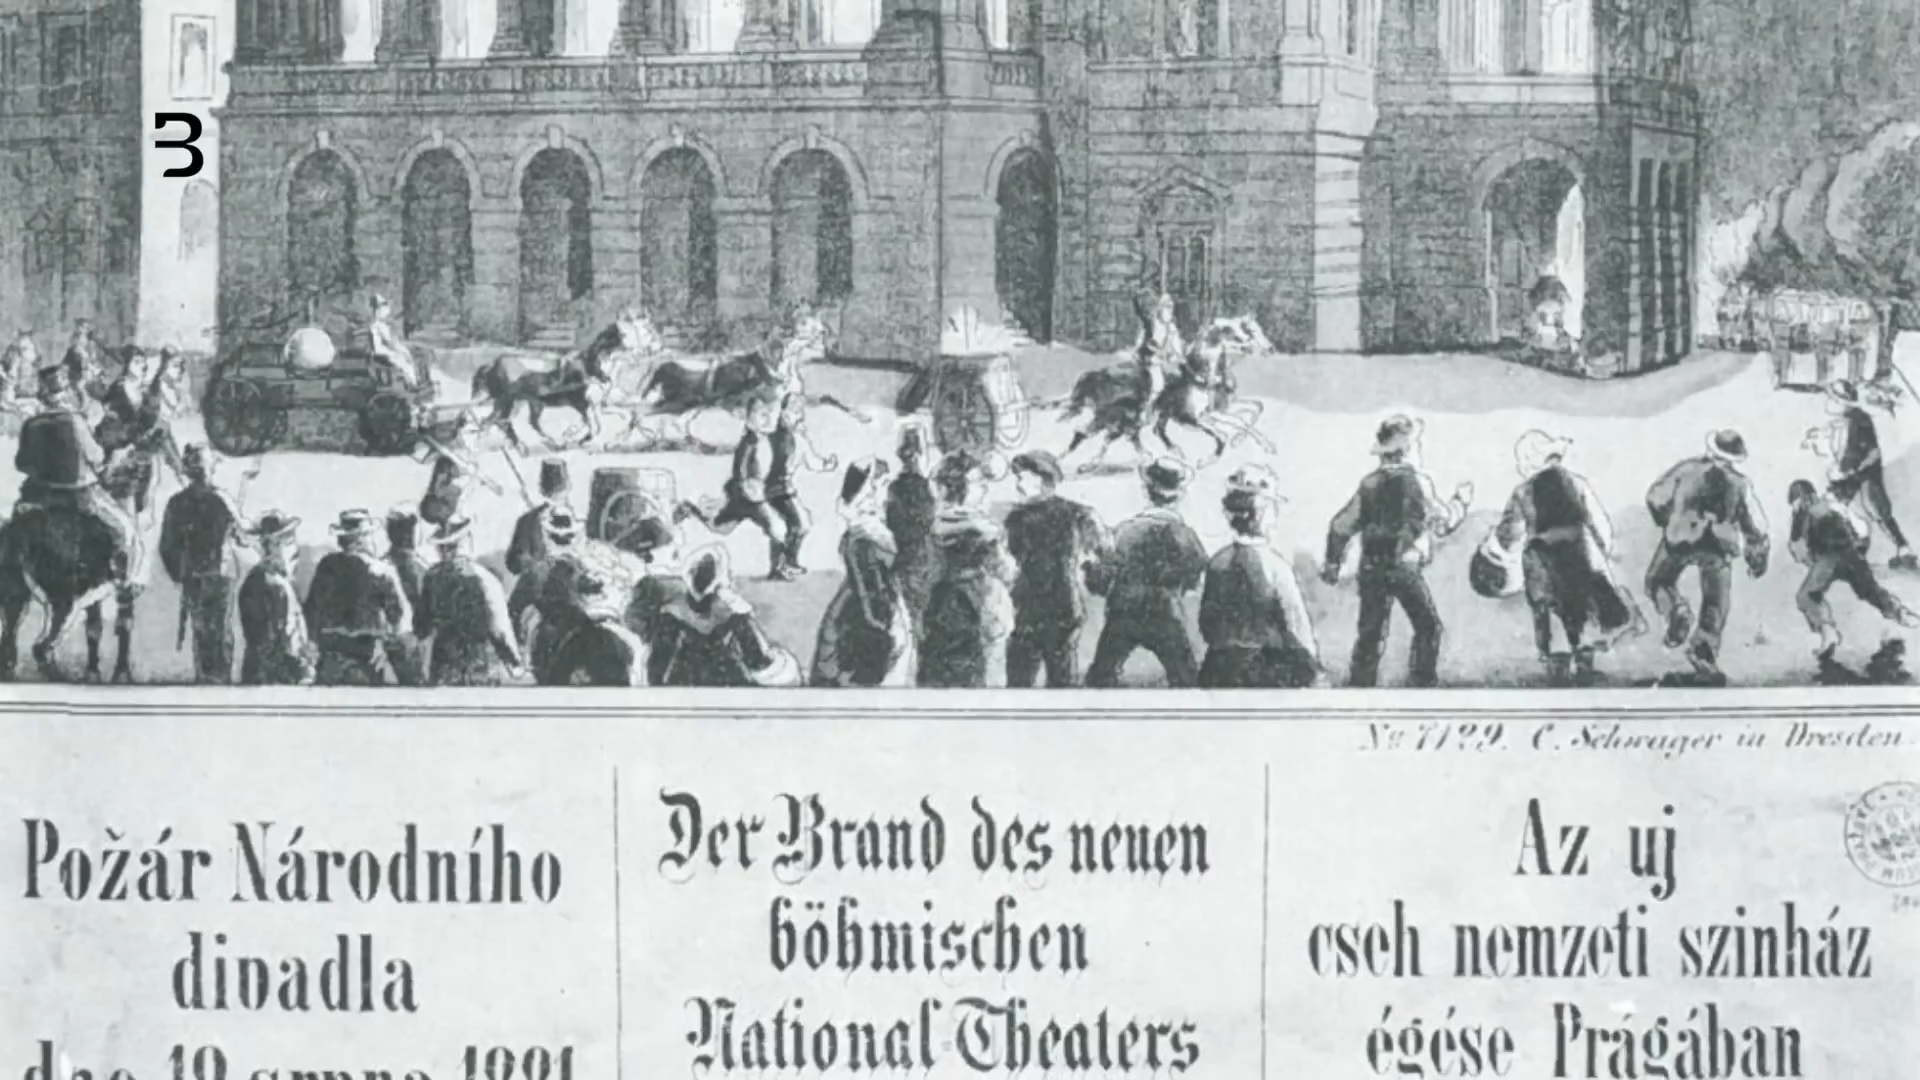 No 7129. C. Schwager in Dresden.
Požár Národního
divadla
Der Brand des neuen
böhmischen
National Theaters
Az uj
cseh nemzeti szinház
égése Prágában